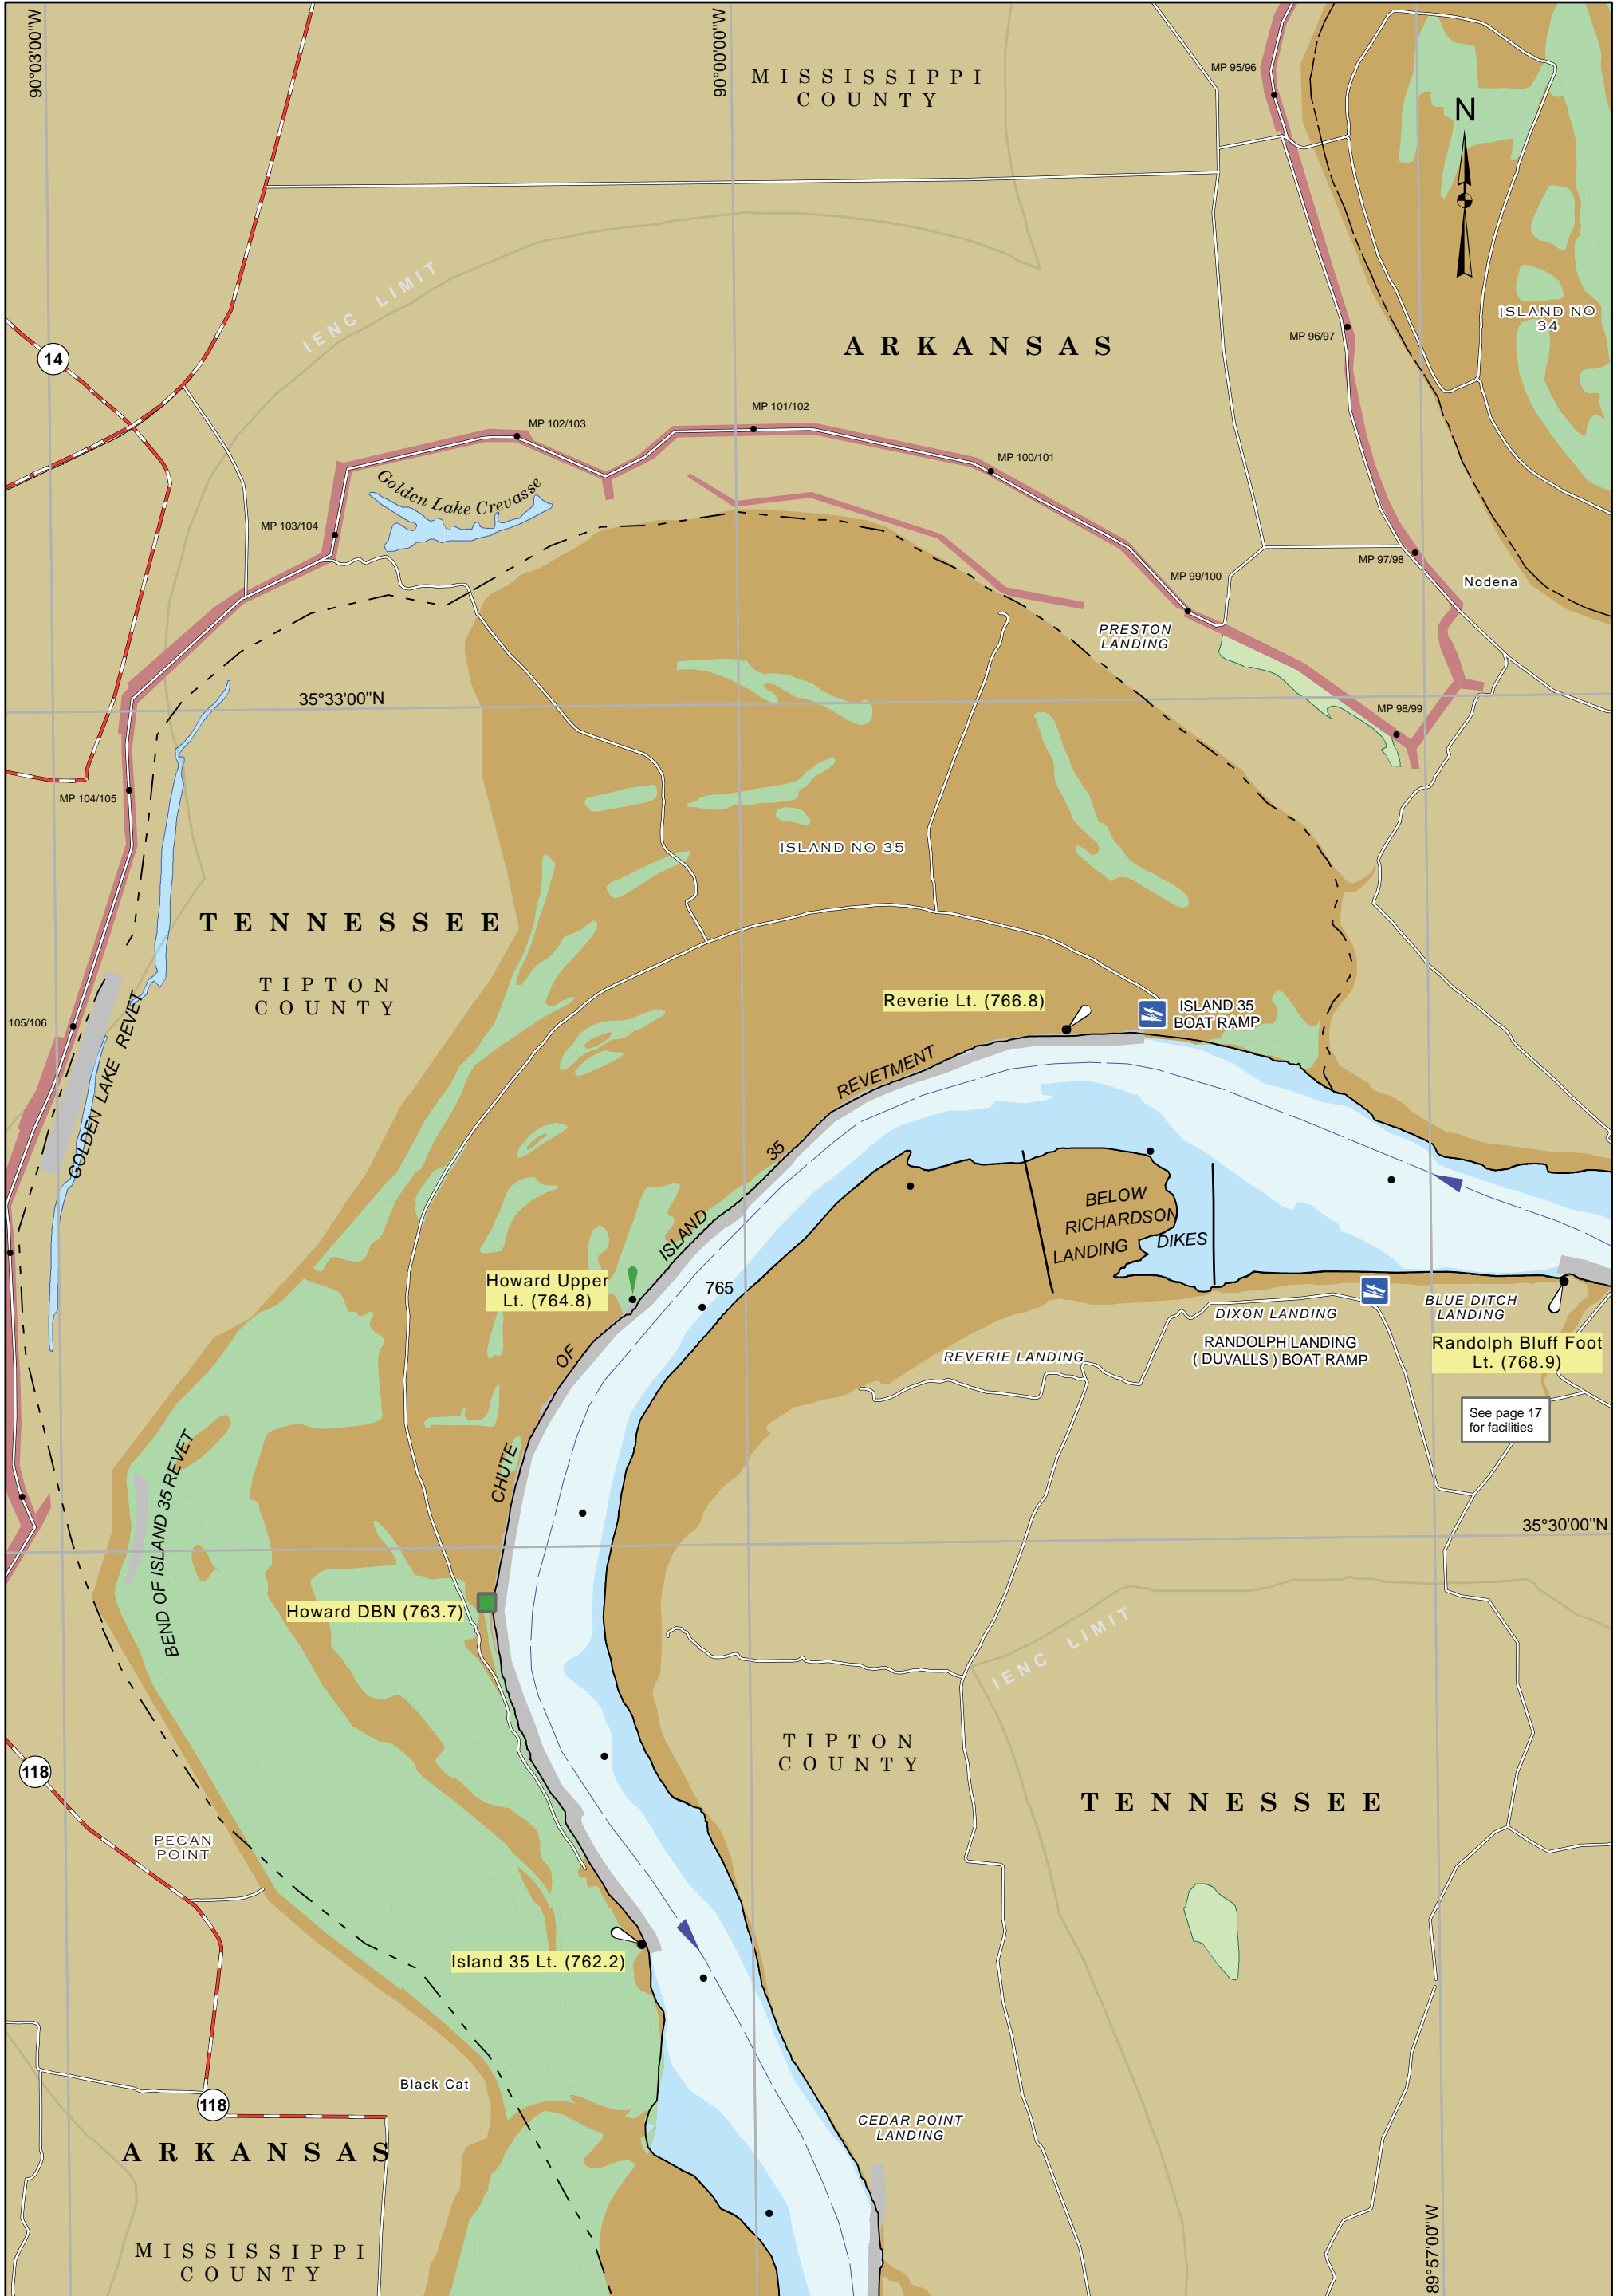 90°03'00"W
90°00'00"W
MISSISSIPPI
COUNTY
MP 95/96
N
IENC LIMIT
ISLAND NO
34
14
ARKANSAS
MP 96/97
MP 101/102
MP 102/103
MP 100/101
Golden Lake Crevasse
MP 103/104
MP 97/98
MP 99/100
Nodena
PRESTON
LANDING
35°33'00"N
MP 98/99
MP 104/105
ISLAND NO 35
TENNESSEE
TIPTON
COUNTY
Reverie Lt. (766.8)
ISLAND 35
BOAT RAMP
105/106
GOLDEN LAKE REVET
CHUTE OF ISLAND 35 REVETMENT
BELOW
RICHARDSON
LANDING DIKES
Howard Upper
Lt. (764.8)
765
DIXON LANDING
BLUE DITCH
LANDING
RANDOLPH LANDING
( DUVALLS ) BOAT RAMP
Randolph Bluff Foot
Lt. (768.9)
REVERIE LANDING
See page 17
for facilities
BEND OF ISLAND 35 REVET
35°30'00"N
Howard DBN (763.7)
IENC LIMIT
TIPTON
COUNTY
118
TENNESSEE
PECAN
POINT
Island 35 Lt. (762.2)
Black Cat
118
CEDAR POINT
LANDING
ARKANSAS
MISSISSIPPI
COUNTY
89°57'00"W